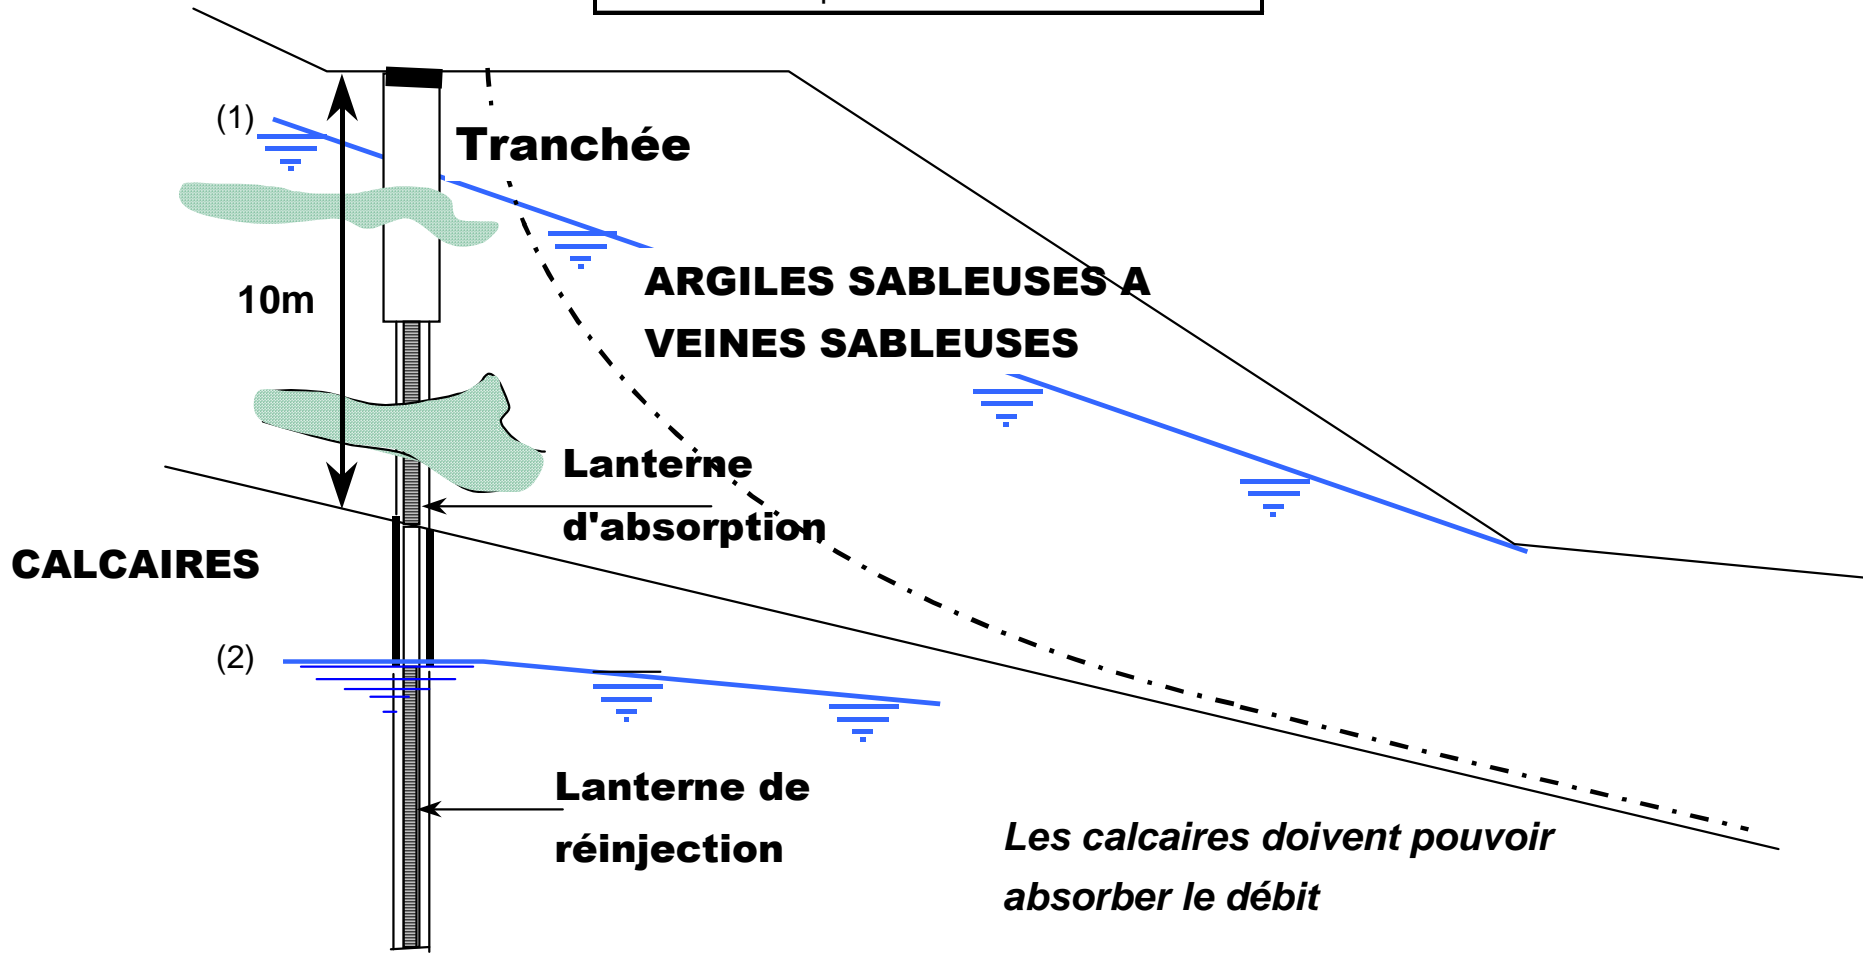 (1)
Tranchée
ARGILES SABLEUSES A
VEINES SABLEUSES
10m
Lanterne
d'absorption
CALCAIRES
(2)
Lanterne de
réinjection
Les calcaires doivent pouvoir
absorber le débit